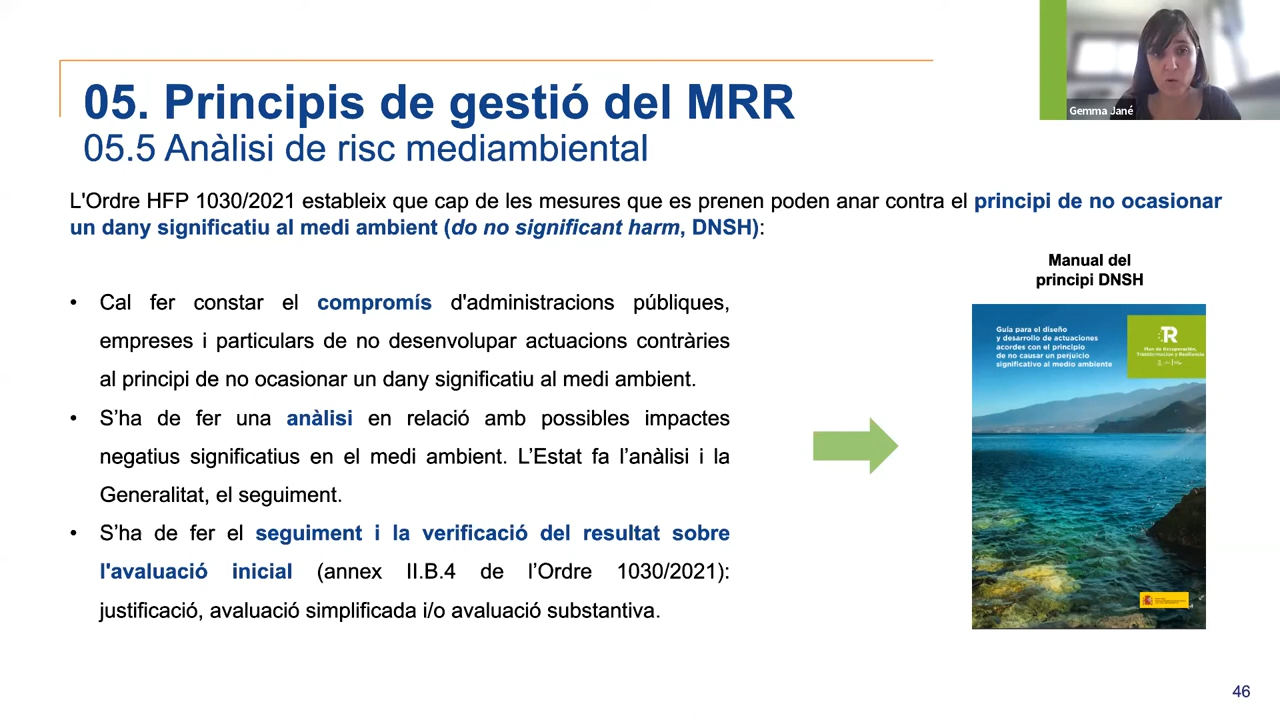 Gemma Jané
05. Principis de gestió del MRR
05.5 Anàlisi de risc mediambiental
L'Ordre HFP 1030/2021 estableix que cap de les mesures que es prenen poden anar contra el principi de no ocasionar
un dany significatiu al medi ambient (do no significant harm, DNSH):
• Cal fer constar el compromís d'administracions públiques,
empreses i particulars de no desenvolupar actuacions contràries
al principi de no ocasionar un dany significatiu al medi ambient.
• S’ha de fer una anàlisi en relació amb possibles impactes
negatius significatius en el medi ambient. L’Estat fa l’anàlisi i la
Generalitat, el seguiment.
• S’ha de fer el seguiment i la verificació del resultat sobre
l'avaluació inicial (annex II.B.4 de l’Ordre 1030/2021):
justificació, avaluació simplificada i/o avaluació substantiva.
Manual del
principi DNSH
Guía para el diseño
y desarrollo de actuaciones
acordes con el principio
de no causar un perjuicio
significativo al medio ambiente
R
Plan de Recuperación,
Transformación y Resiliencia
46